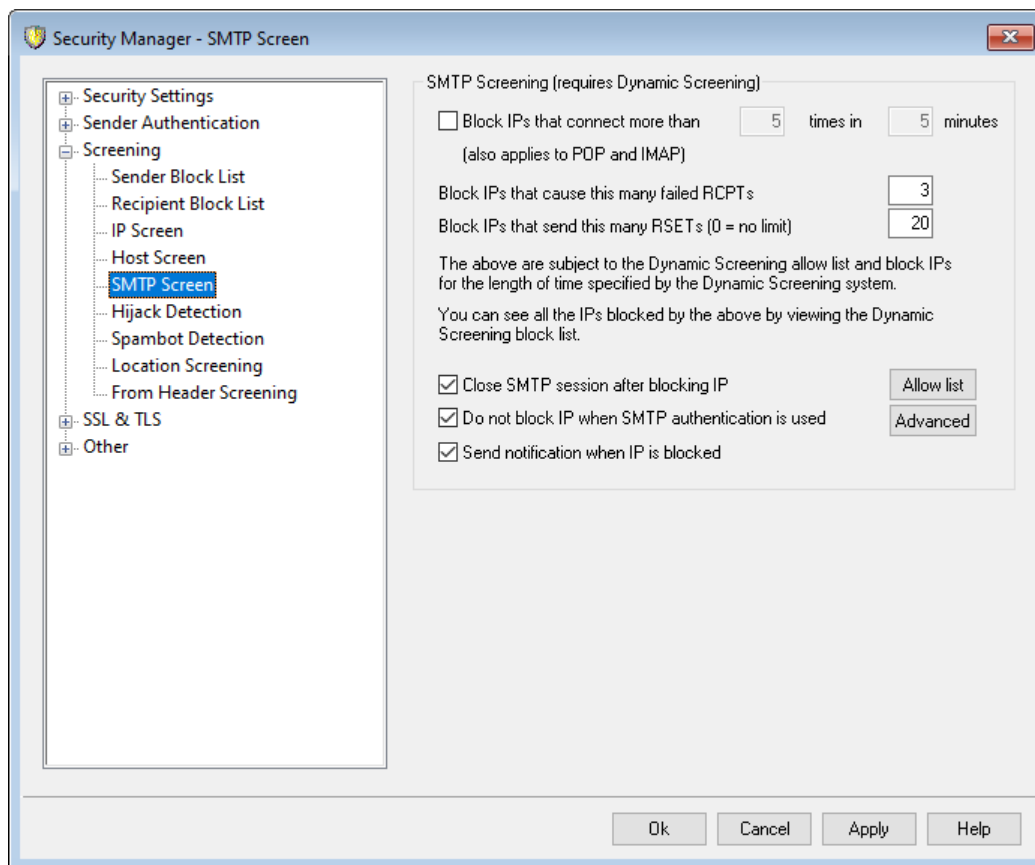 Security Manager - SMTP Screen
Security Settings
Sender Authentication
Screening
Sender Block List
Recipient Block List
IP Screen
Host Screen
SMTP Screen
Hijack Detection
Spambot Detection
Location Screening
From Header Screening
SSL & TLS
Other
SMTP Screening (requires Dynamic Screening)
Block IPs that connect more than 5 times in 5 minutes
(also applies to POP and IMAP)
Block IPs that cause this many failed RCPTs 3
Block IPs that send this many RSETs (0 = no limit) 20
The above are subject to the Dynamic Screening allow list and block IPs
for the length of time specified by the Dynamic Screening system.
You can see all the IPs blocked by the above by viewing the Dynamic
Screening block list.
Close SMTP session after blocking IP Allow list
Do not block IP when SMTP authentication is used Advanced
Send notification when IP is blocked
Ok Cancel Apply Help